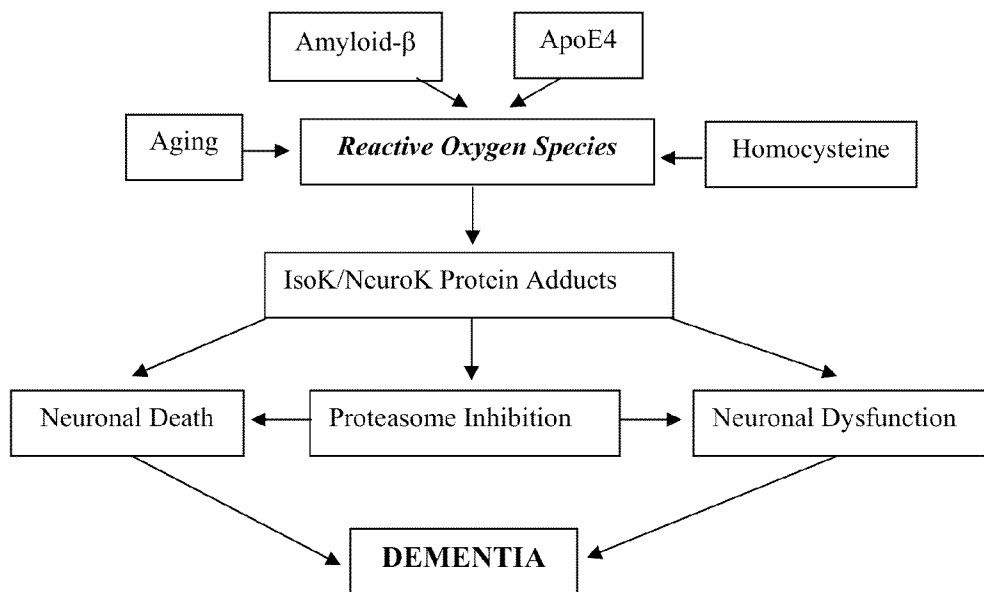 Amyloid-β
ApoE4
Aging
Reactive Oxygen Species
Homocysteine
IsoK/NeuroK Protein Adducts
Neuronal Death
Proteasome Inhibition
Neuronal Dysfunction
DEMENTIA